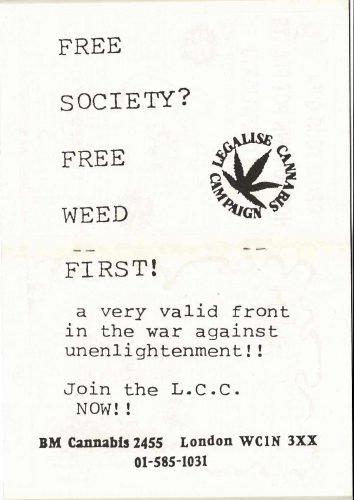 FREE
SOCIETY?
FREE
WEED
FIRST!
LEGALISE CANNABIS CAMPAIGN
a very valid front
in the war against
unenlightenment!!
Join the L.C.C.
NOW!!
BM Cannabis 2455 London WC1N 3XX
01-585-1031